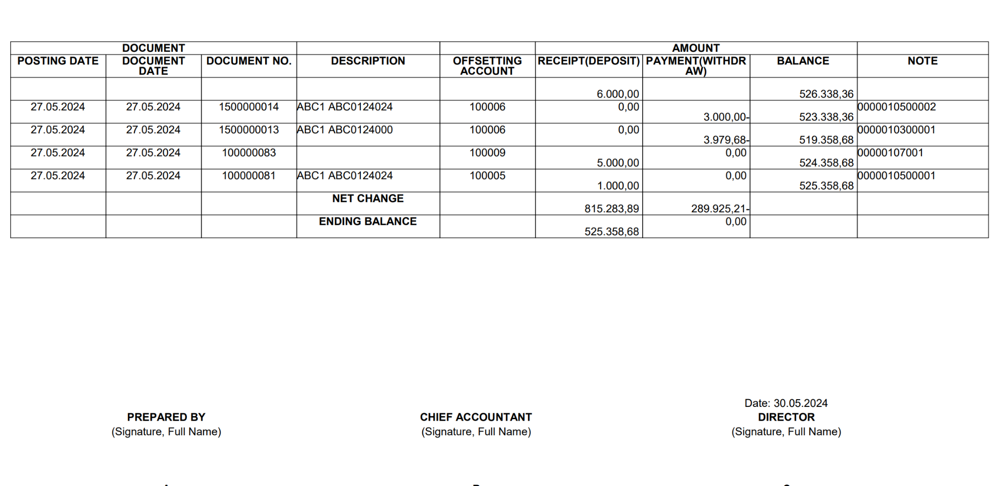 DOCUMENT AMOUNT
POSTING DATE DOCUMENT DATE DOCUMENT NO. DESCRIPTION OFFSETTING ACCOUNT RECEIPT(DEPOSIT) PAYMENT(WITHDRAW) BALANCE NOTE
6.000,00 526.338,36
27.05.2024 27.05.2024 1500000014 ABC1 ABC0124024 100006 0,00 3.000,00- 523.338,36 0000010500002
27.05.2024 27.05.2024 1500000013 ABC1 ABC0124000 100006 0,00 3.979,68- 519.358,68 0000010300001
27.05.2024 27.05.2024 100000083 100009 5.000,00 0,00 524.358,68 00000107001
27.05.2024 27.05.2024 100000081 ABC1 ABC0124024 100005 1.000,00 0,00 525.358,68 0000010500001
NET CHANGE 815.283,89 289.925,21-
ENDING BALANCE 525.358,68 0,00
Date: 30.05.2024
PREPARED BY CHIEF ACCOUNTANT DIRECTOR
(Signature, Full Name) (Signature, Full Name) (Signature, Full Name)